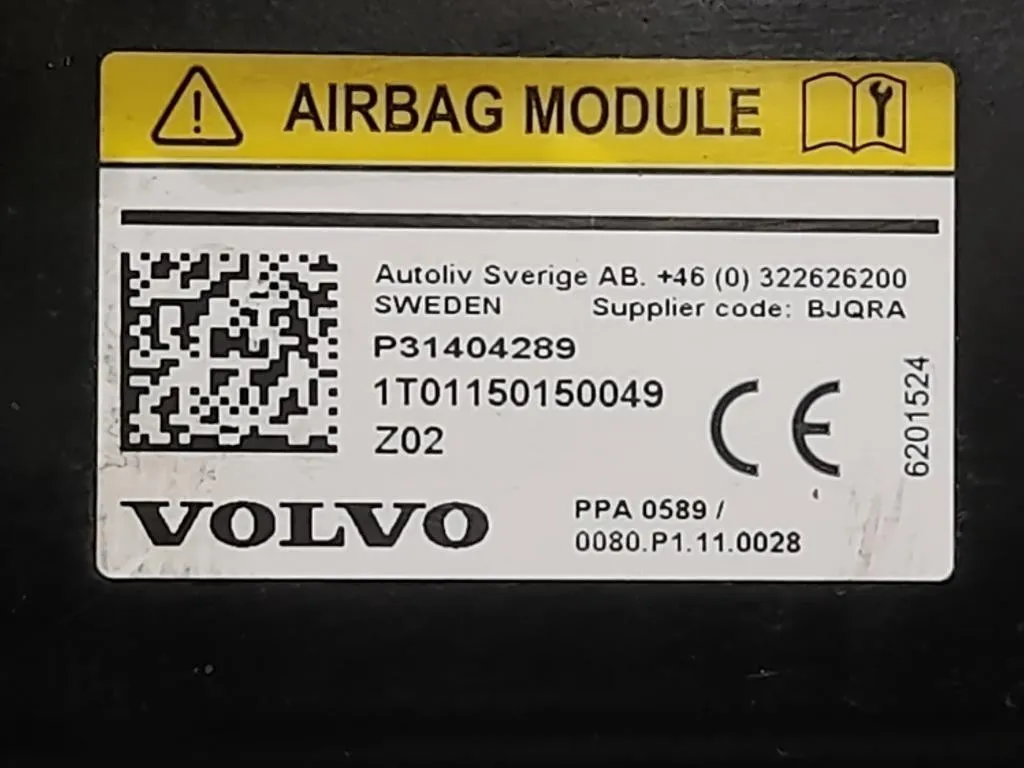 AIRBAG MODULE
Autoliv Sverige AB. +46 (0) 322626200
SWEDEN Supplier code: BJQRA
P31404289
1T01150150049
Z02
CE
6201524
VOLVO
PPA 0589 /
0080.P1.11.0028